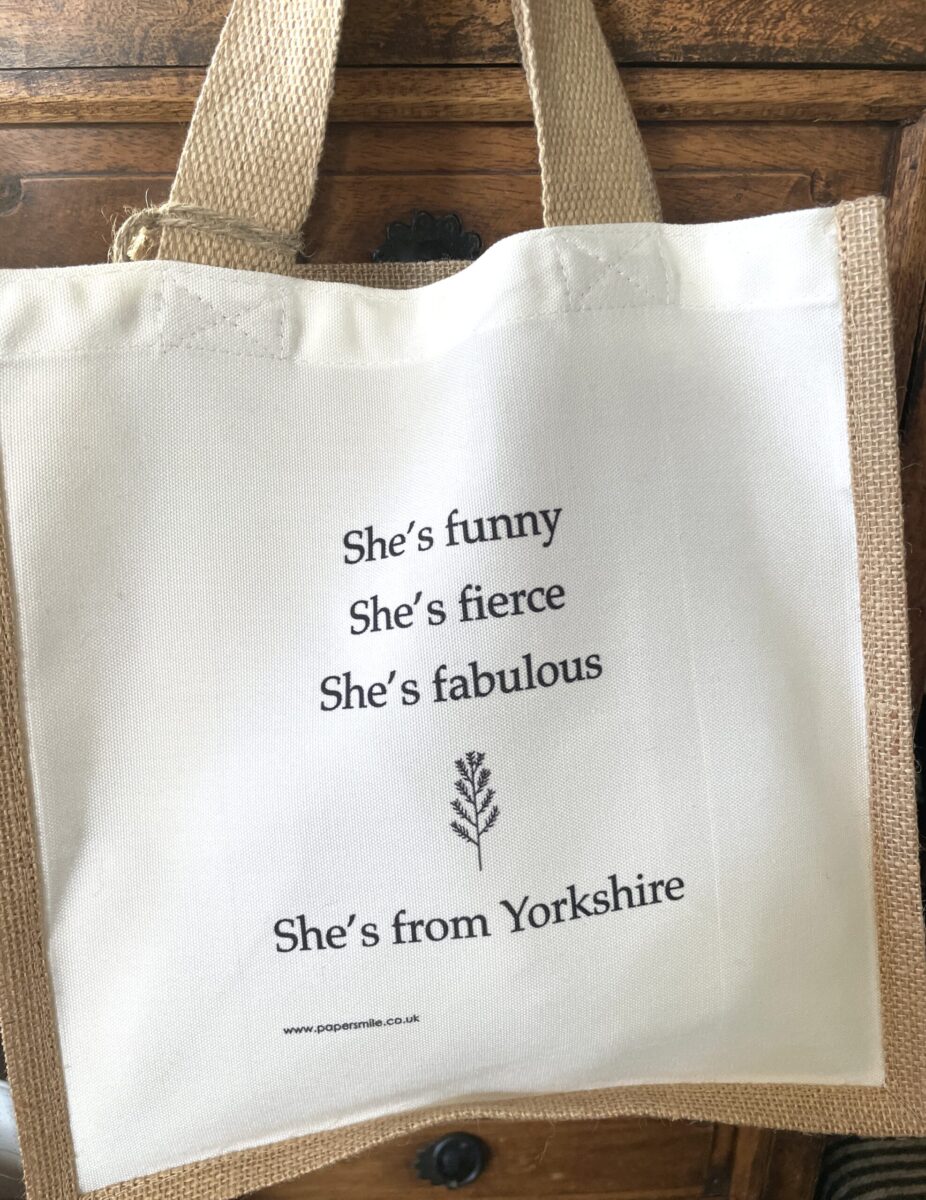 She's funny
She's fierce
She's fabulous
She's from Yorkshire
www.papersmile.co.uk